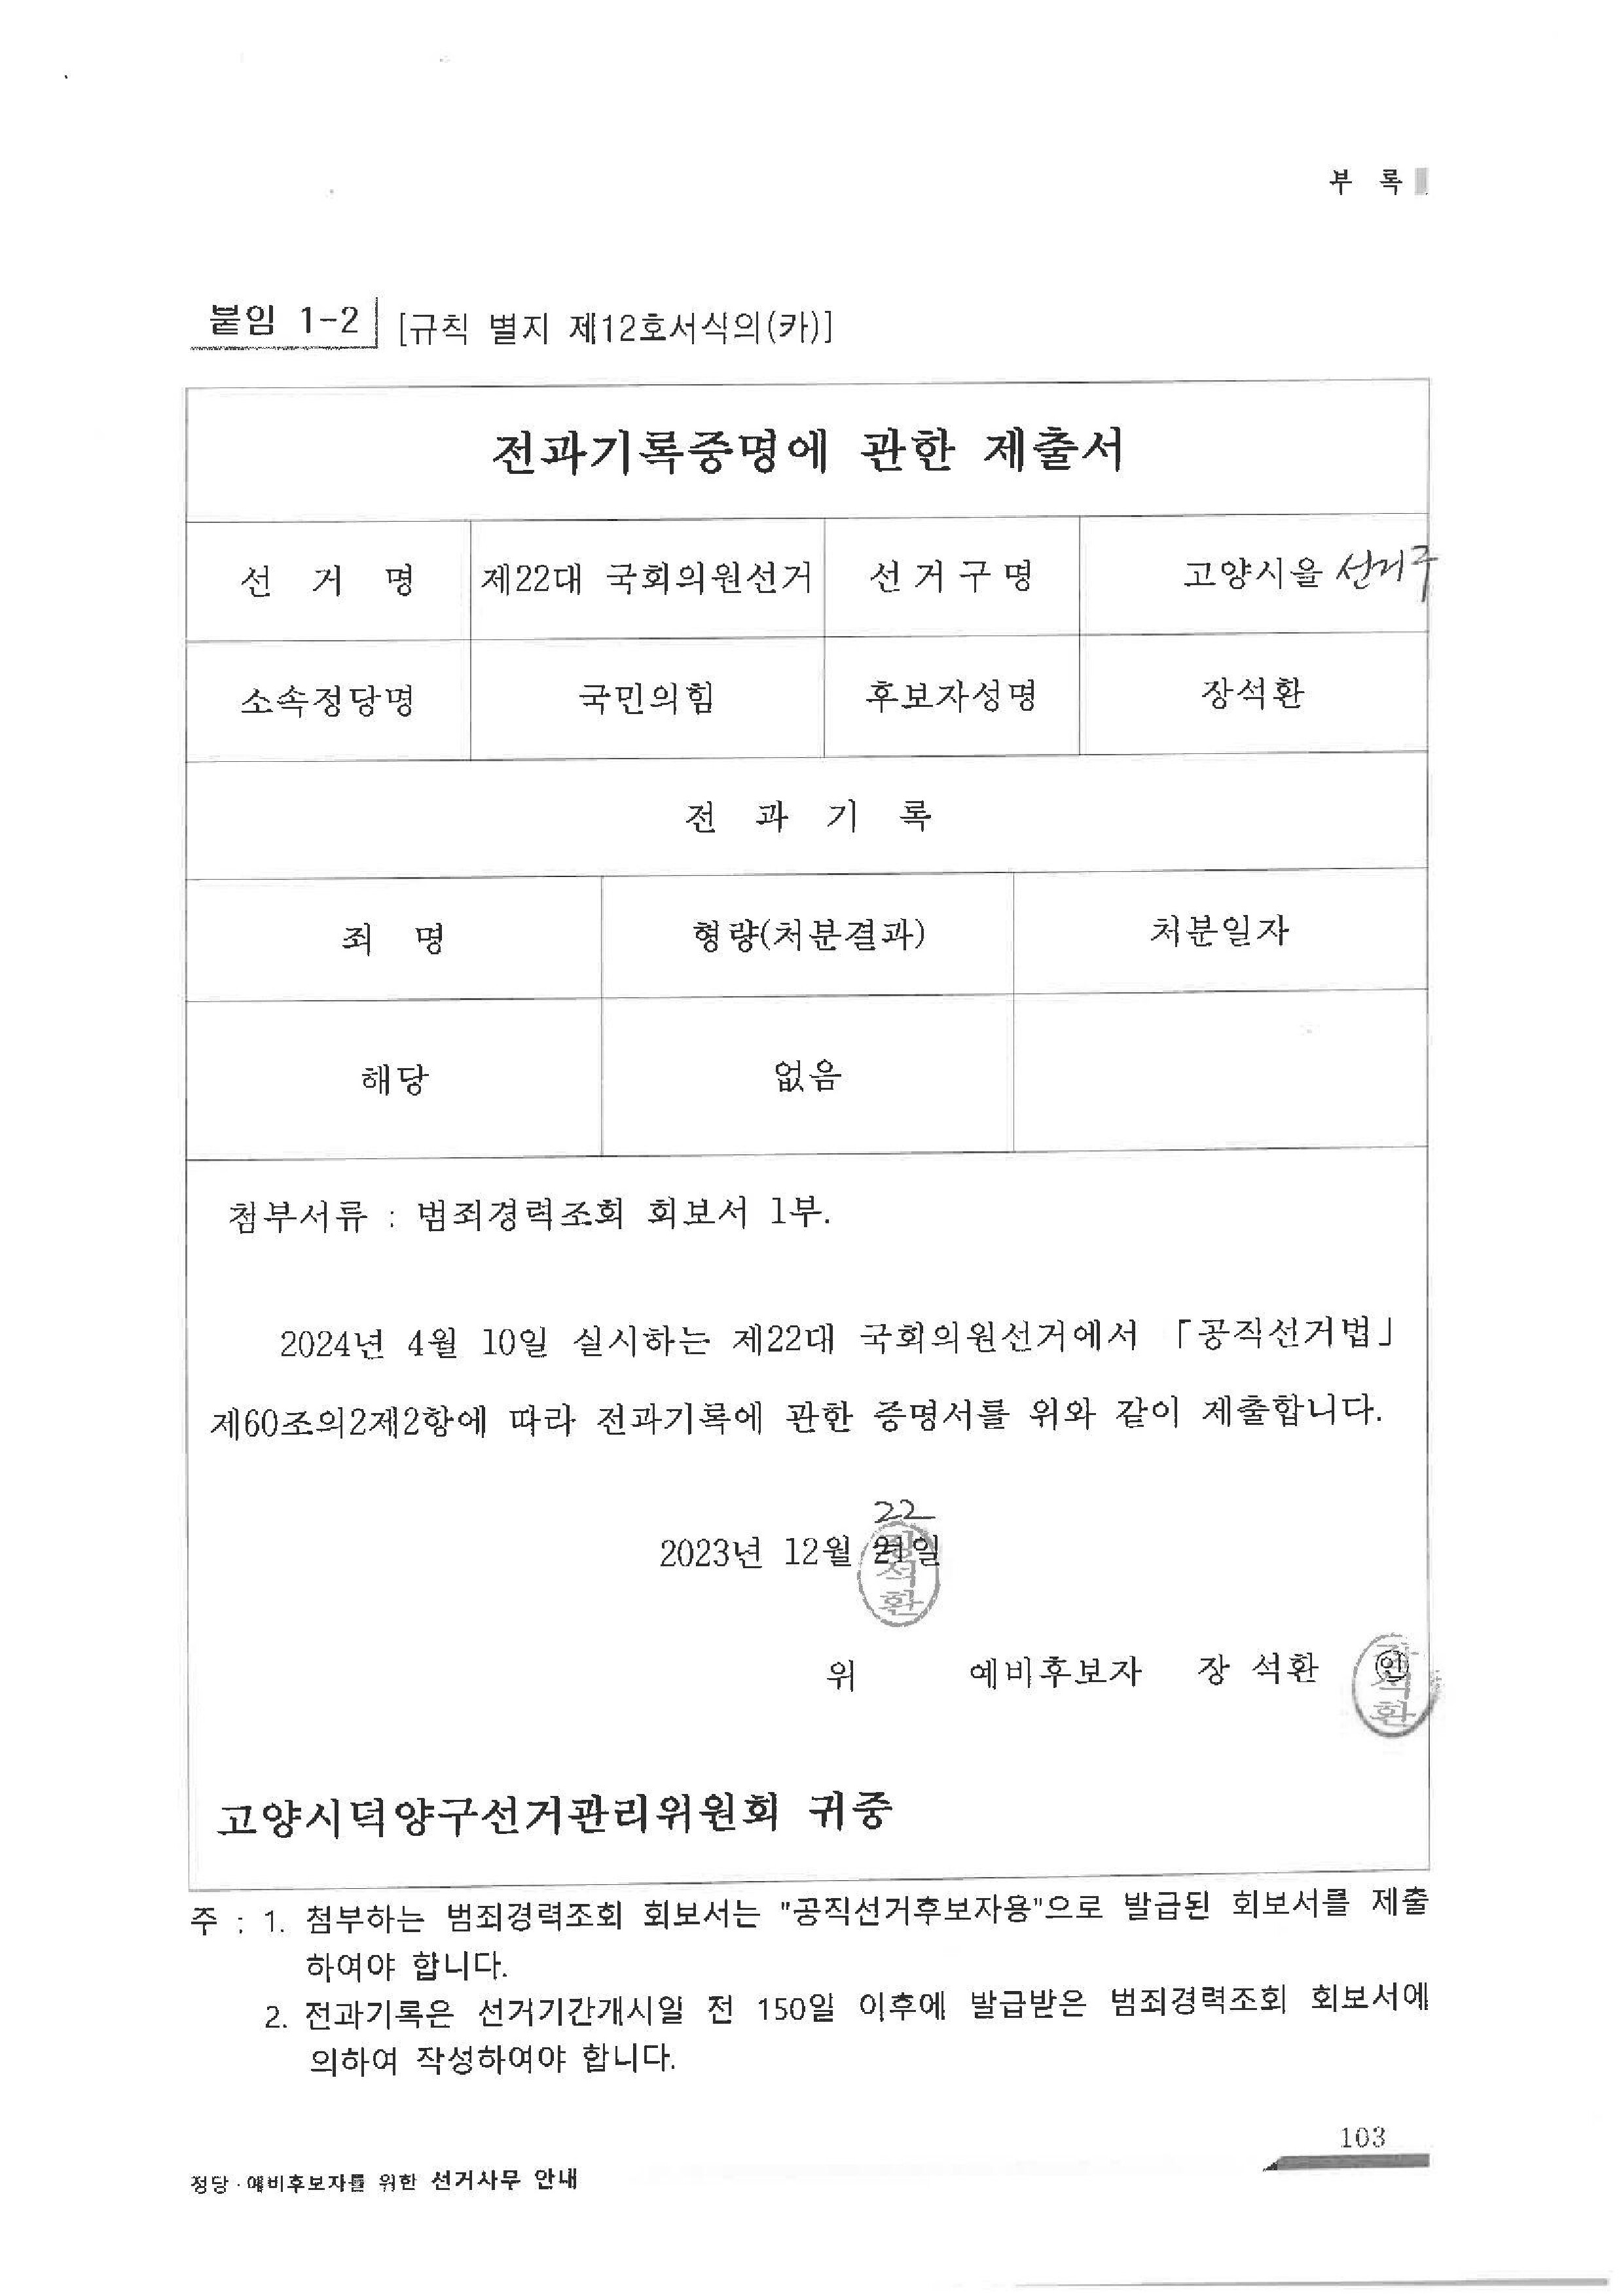 부 록
붙임 1-2 [규칙 별지 제12호서식의(카)]
전과기록증명에 관한 제출서
선 거 명 제22대 국회의원선거 선거구명 고양시을 선거구
소속정당명 국민의힘 후보자성명 장석환
전 과 기 록
죄 명 형량(처분결과) 처분일자
해당 없음
첨부서류 : 범죄경력조회 회보서 1부.
2024년 4월 10일 실시하는 제22대 국회의원선거에서 「공직선거법」
제60조의2제2항에 따라 전과기록에 관한 증명서를 위와 같이 제출합니다.
22
2023년 12월 21일
장석환
위 예비후보자 장 석환 ㊞
장석환
고양시덕양구선거관리위원회 귀중
주 : 1. 첨부하는 범죄경력조회 회보서는 "공직선거후보자용"으로 발급된 회보서를 제출
하여야 합니다.
2. 전과기록은 선거기간개시일 전 150일 이후에 발급받은 범죄경력조회 회보서에
의하여 작성하여야 합니다.
103
정당·예비후보자를 위한 선거사무 안내